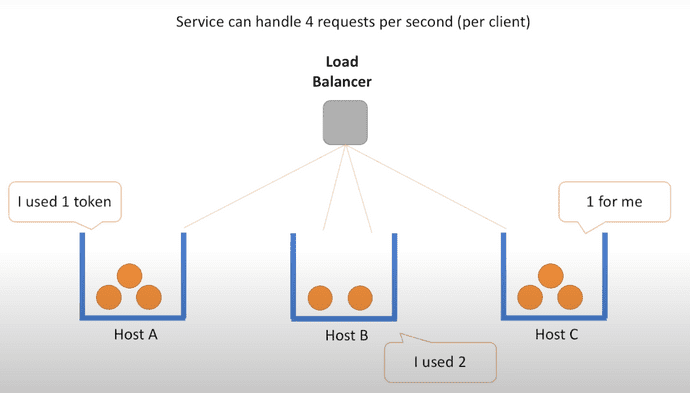 Service can handle 4 requests per second (per client)
Load
Balancer
I used 1 token
1 for me
Host A
Host B
Host C
I used 2